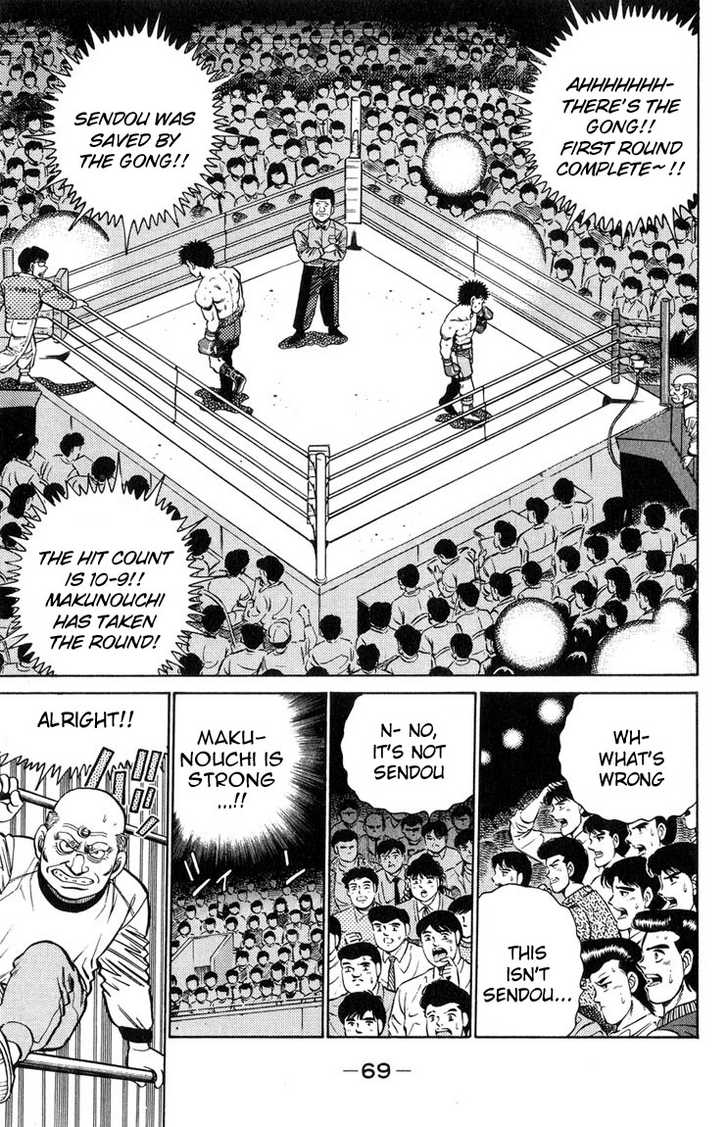 AHHHHHHH-
THERE'S THE
GONG!!
FIRST ROUND
COMPLETE~!!
SENDOU WAS
SAVED BY
THE GONG!!
THE HIT COUNT
IS 10-9!!
MAKUNOUCHI
HAS TAKEN
THE ROUND!
WH-
WHAT'S
WRONG
THIS
ISN'T
SENDOU...
N- NO,
IT'S NOT
SENDOU
MAKU-
NOUCHI IS
STRONG
...!!
ALRIGHT!!
-69-